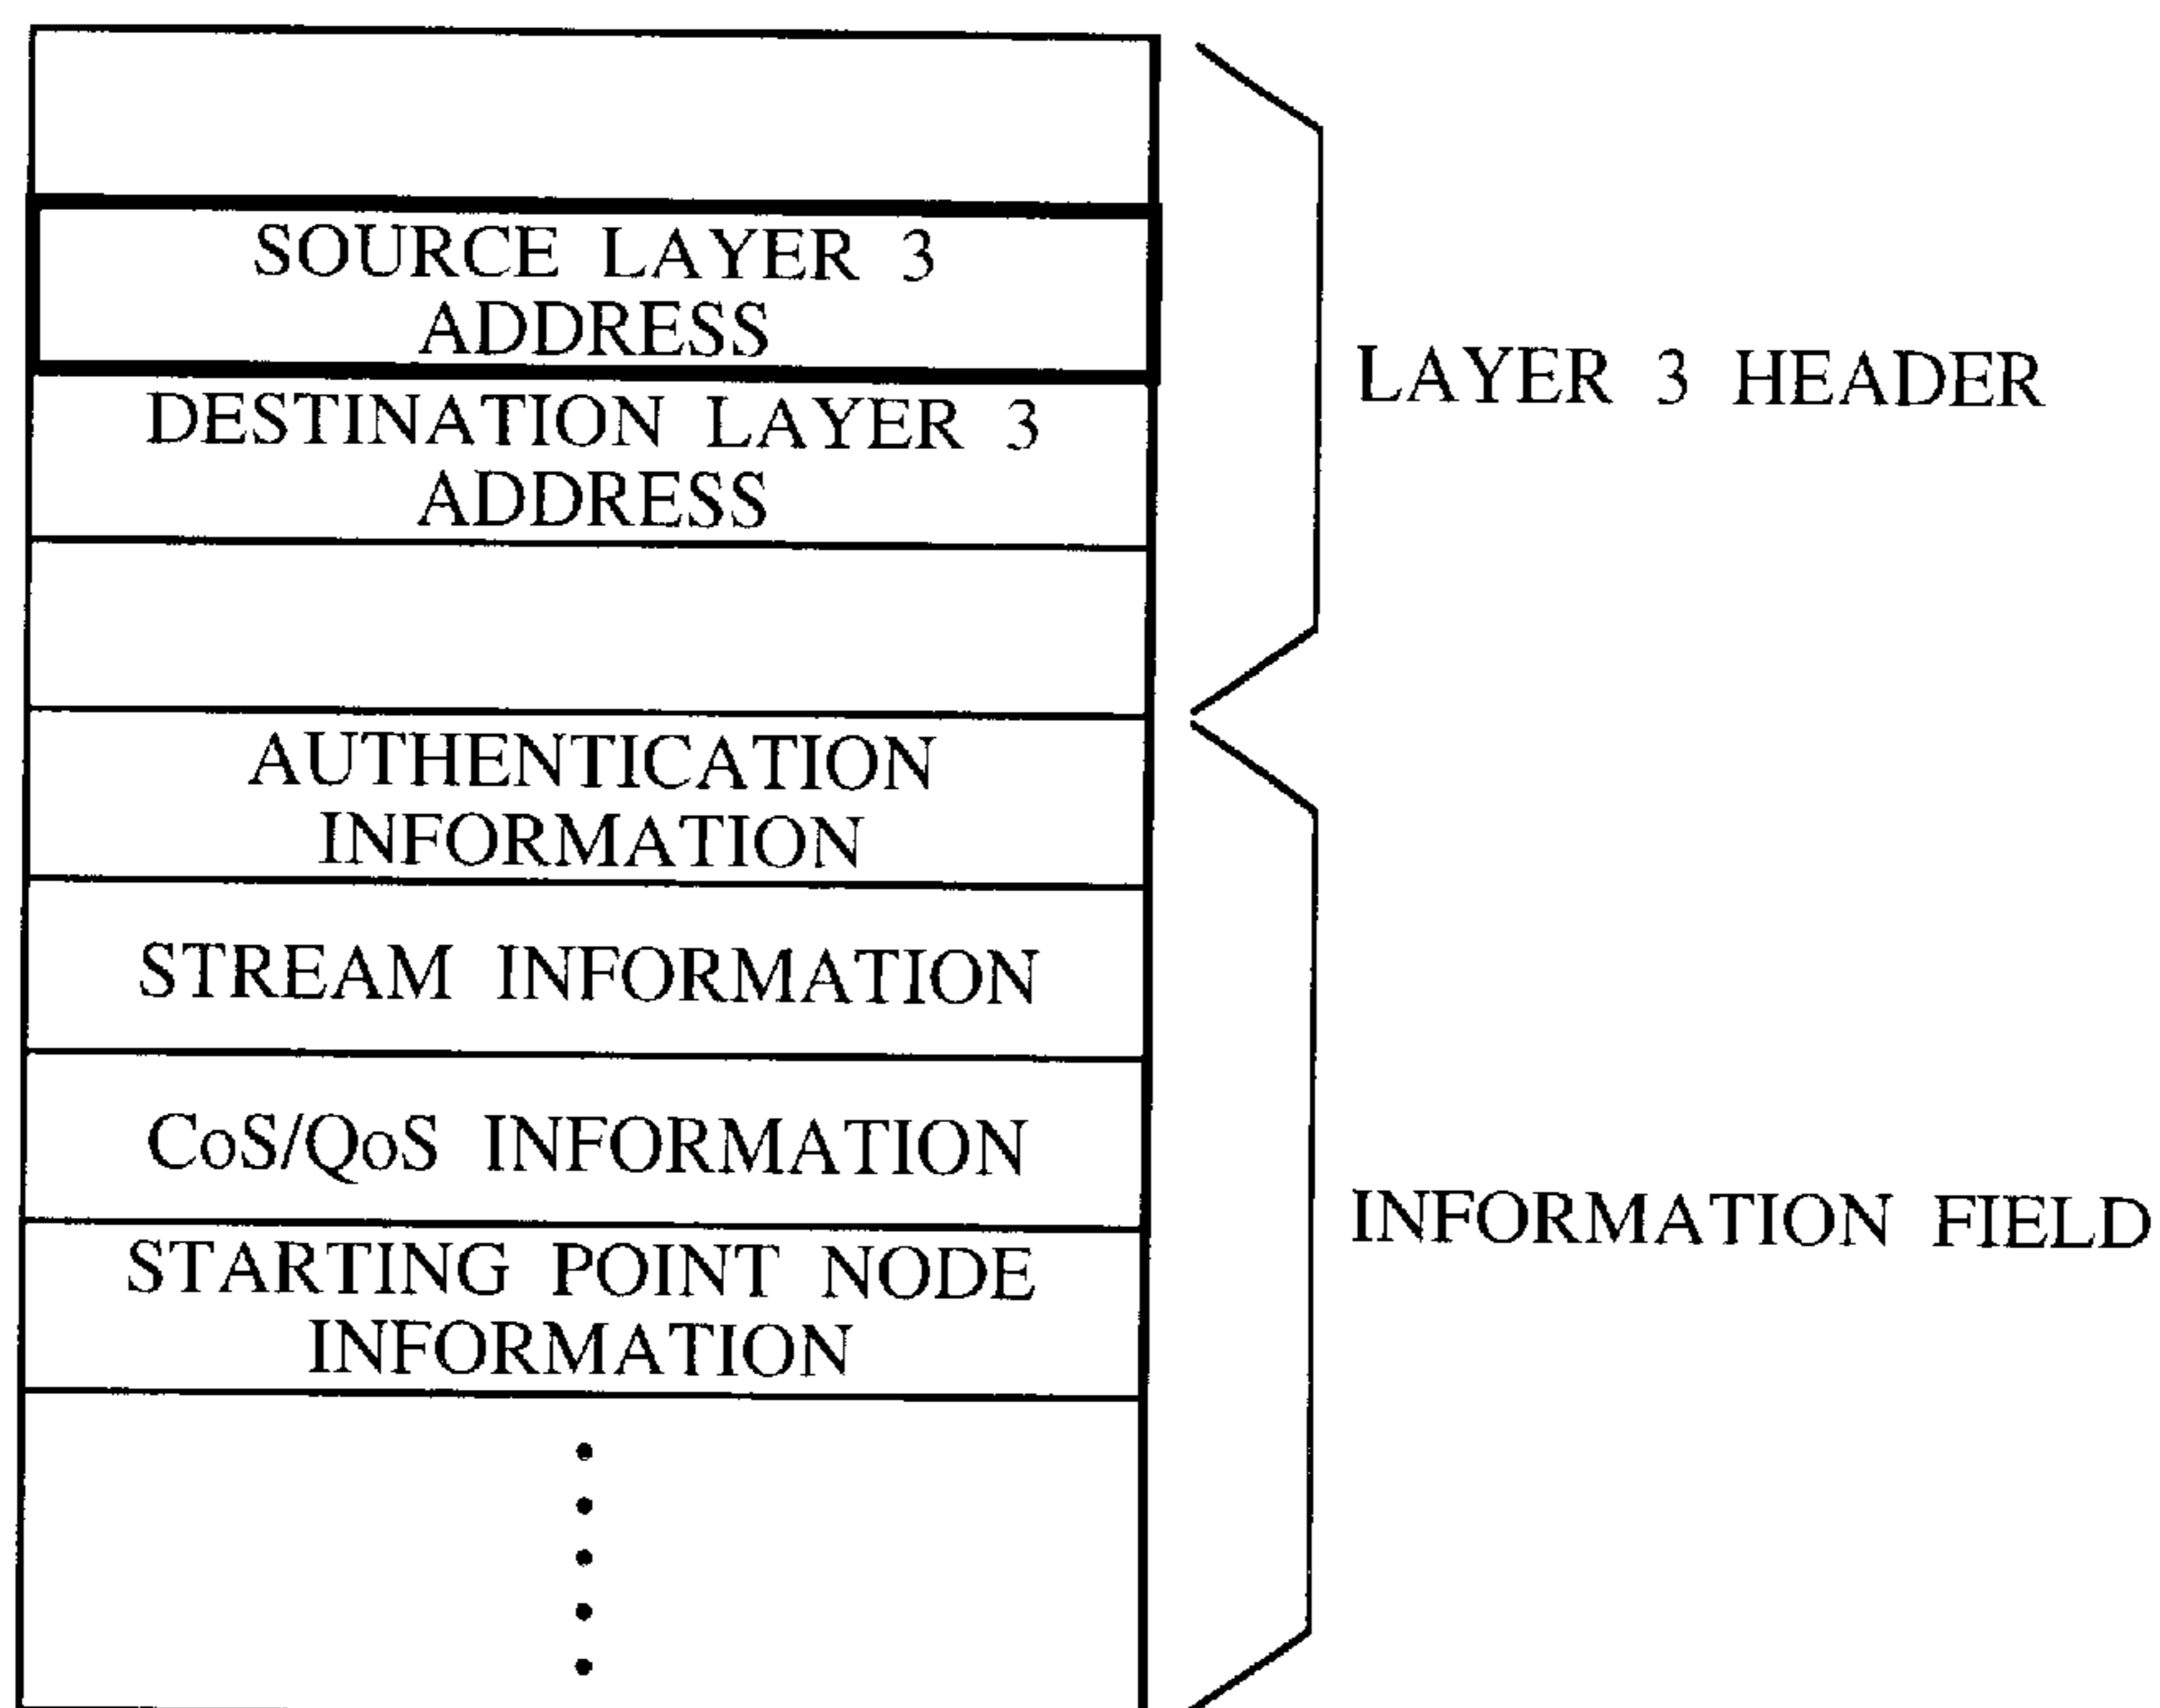 SOURCE LAYER 3
ADDRESS
DESTINATION LAYER 3
ADDRESS
LAYER 3 HEADER
AUTHENTICATION
INFORMATION
STREAM INFORMATION
CoS/QoS INFORMATION
STARTING POINT NODE
INFORMATION
INFORMATION FIELD